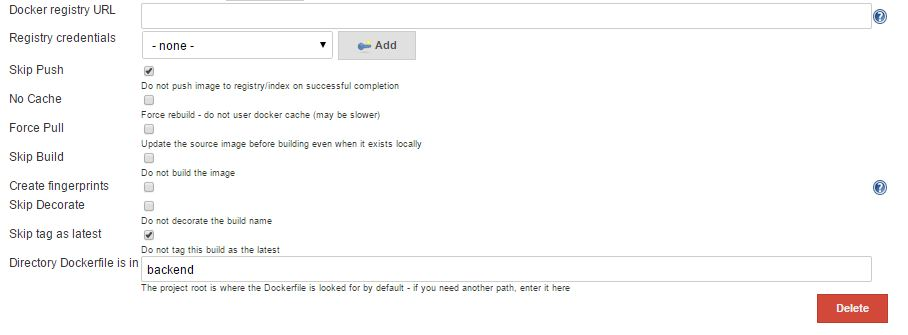 Docker registry URL
Registry credentials - none - Add
Skip Push
Do not push image to registry/index on successful completion
No Cache
Force rebuild - do not user docker cache (may be slower)
Force Pull
Update the source image before building even when it exists locally
Skip Build
Do not build the image
Create fingerprints
Skip Decorate
Do not decorate the build name
Skip tag as latest
Do not tag this build as the latest
Directory Dockerfile is in backend
The project root is where the Dockerfile is looked for by default - if you need another path, enter it here
Delete